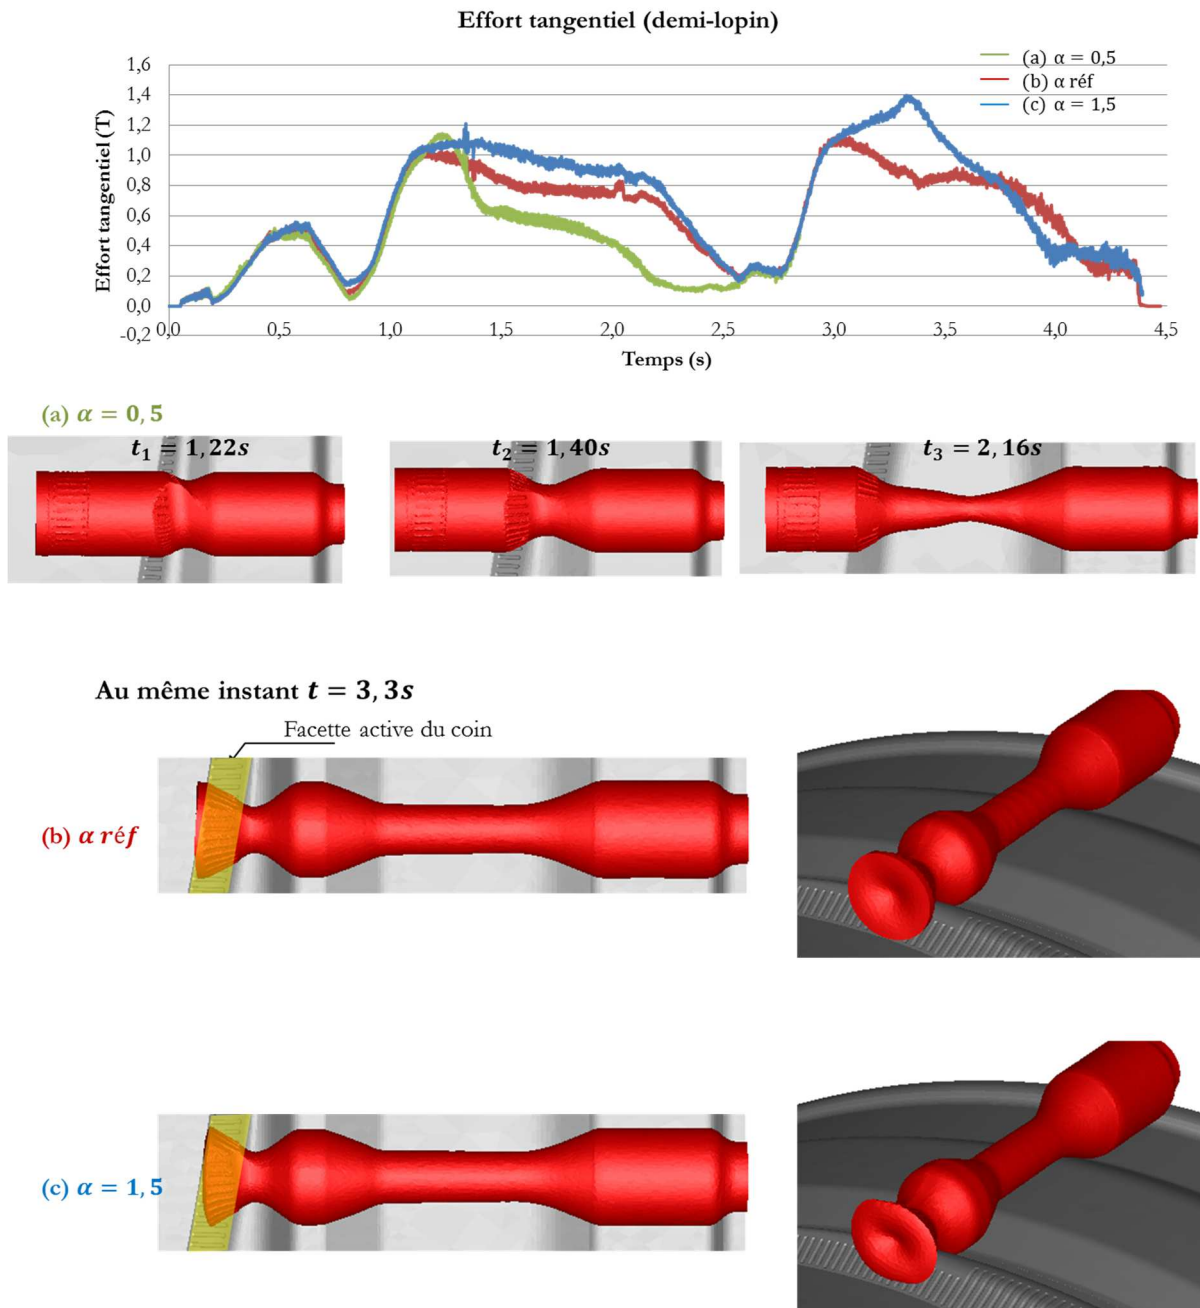 Effort tangentiel (demi-lopin)
(a) α = 0,5
(b) α réf
(c) α = 1,5
Effort tangentiel (T)
1,6
1,4
1,2
1,0
0,8
0,6
0,4
0,2
0,0
-0,2
0,0 0,5 1,0 1,5 2,0 2,5 3,0 3,5 4,0 4,5
Temps (s)
(a) α = 0,5
t₁ = 1,22s t₂ = 1,40s t₃ = 2,16s
Au même instant t = 3,3s
Facette active du coin
(b) α réf
(c) α = 1,5